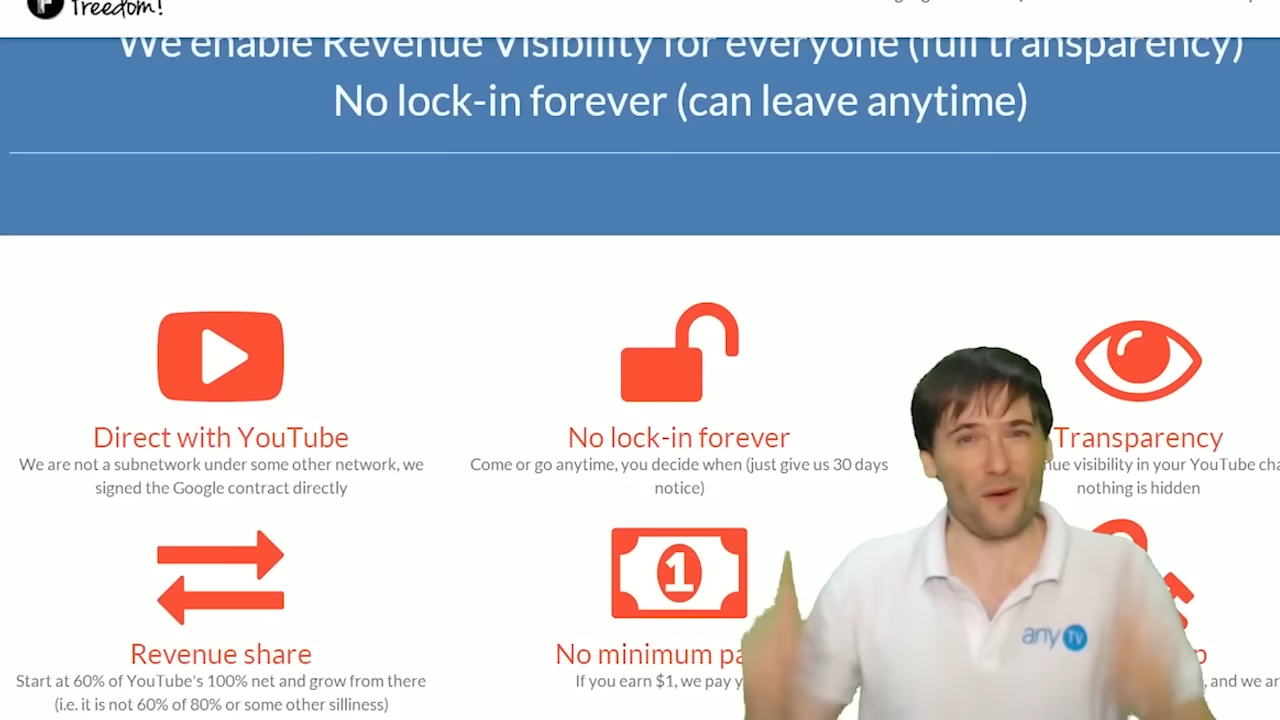 freedom!
We enable Revenue Visibility for everyone (full transparency)
No lock-in forever (can leave anytime)
Direct with YouTube
We are not a subnetwork under some other network, we
signed the Google contract directly
No lock-in forever
Come or go anytime, you decide when (just give us 30 days
notice)
Transparency
visibility in your YouTube
nothing is hidden
Revenue share
Start at 60% of YouTube's 100% net and grow from there
(i.e. it is not 60% of 80% or some other silliness)
No minimum
If you earn $1, we pay
and we
1
any TV